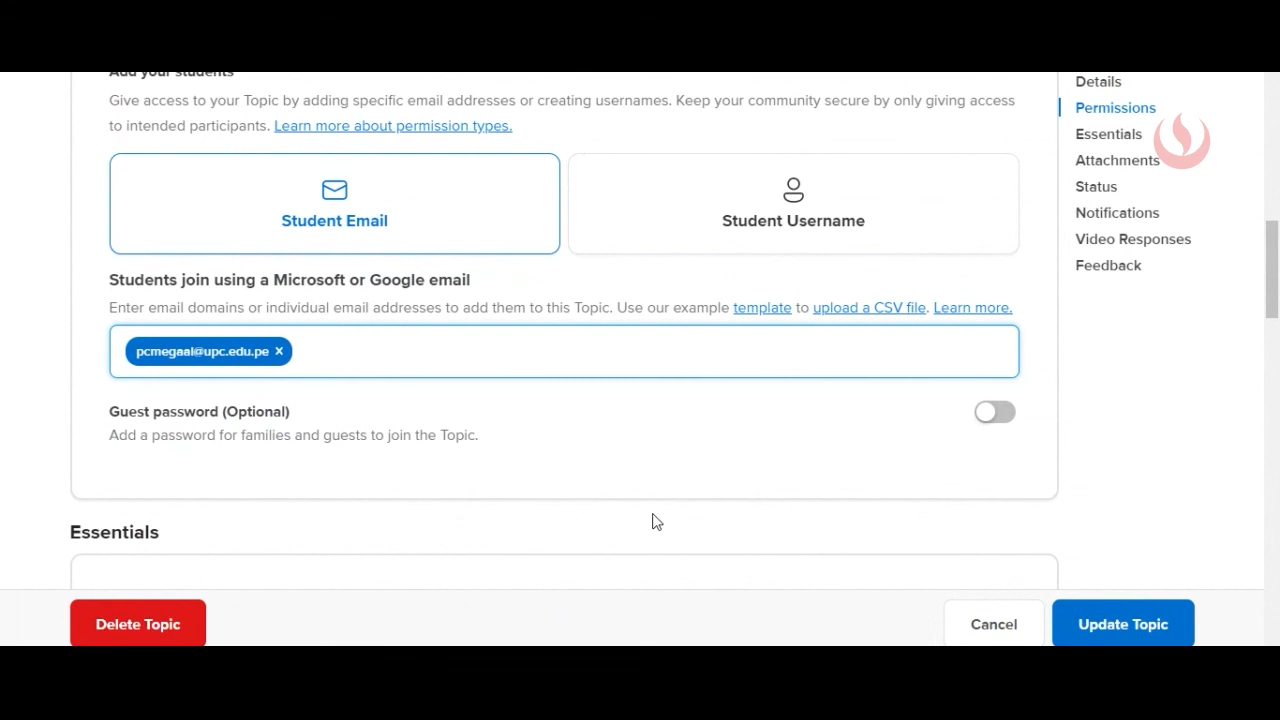 Add your students
Give access to your Topic by adding specific email addresses or creating usernames. Keep your community secure by only giving access
to intended participants. Learn more about permission types.
Student Email
Student Username
Students join using a Microsoft or Google email
Enter email domains or individual email addresses to add them to this Topic. Use our example template to upload a CSV file. Learn more.
pcmegaal@upc.edu.pe ×
Guest password (Optional)
Add a password for families and guests to join the Topic.
Essentials
Delete Topic
Cancel
Update Topic
Details
Permissions
Essentials
Attachments
Status
Notifications
Video Responses
Feedback